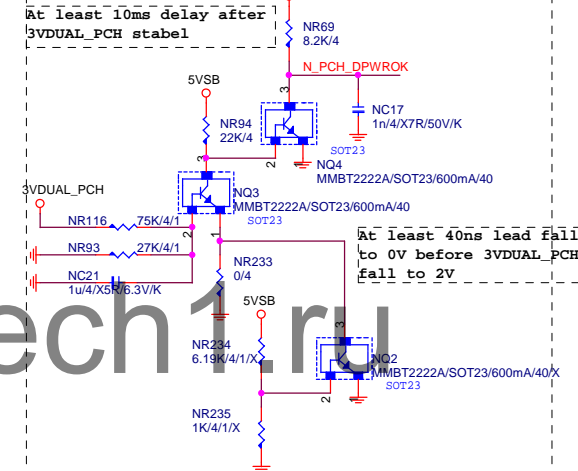 At least 10ms delay after
3VDUAL_PCH stabel
NR69
8.2K/4
N_PCH_DPWROK
3
5VSB
NC17
1n/4/X7R/50V/K
NR94
22K/4
2
1
SOT23
NQ4
MMBT2222A/SOT23/600mA/40
3
3VDUAL_PCH
NQ3
MMBT2222A/SOT23/600mA/40
SOT23
NR116
75K/4/1
2
1
NR93
27K/4/1
At least 40ns lead fall
to 0V before 3VDUAL_PCH
fall to 2V
NC21
1u/4/X5R/6.3V/K
NR233
0/4
5VSB
ech1.ru
3
NR234
6.19K/4/1/X
NQ2
MMBT2222A/SOT23/600mA/40/X
SOT23
2
1
NR235
1K/4/1/X